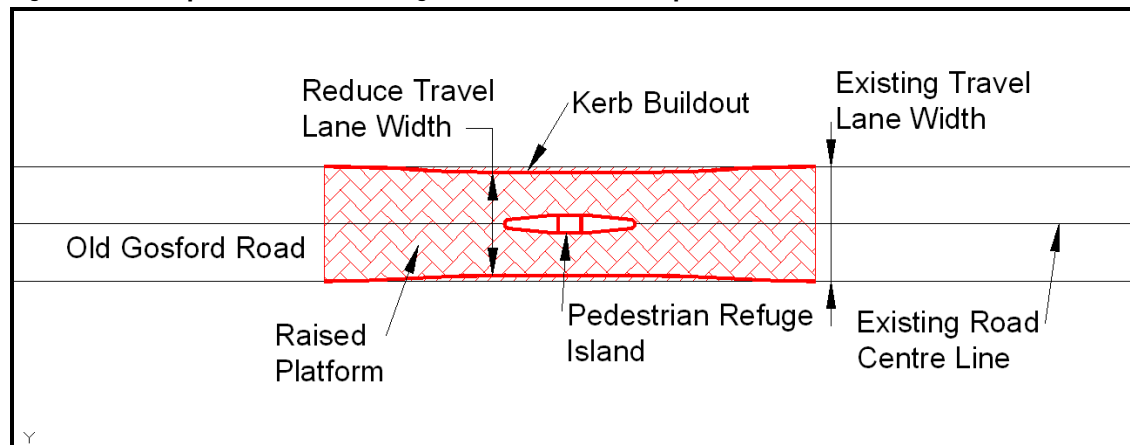 Reduce Travel
Lane Width
Kerb Buildout
Existing Travel
Lane Width
Old Gosford Road
Raised
Platform
Pedestrian Refuge
Island
Existing Road
Centre Line
Y